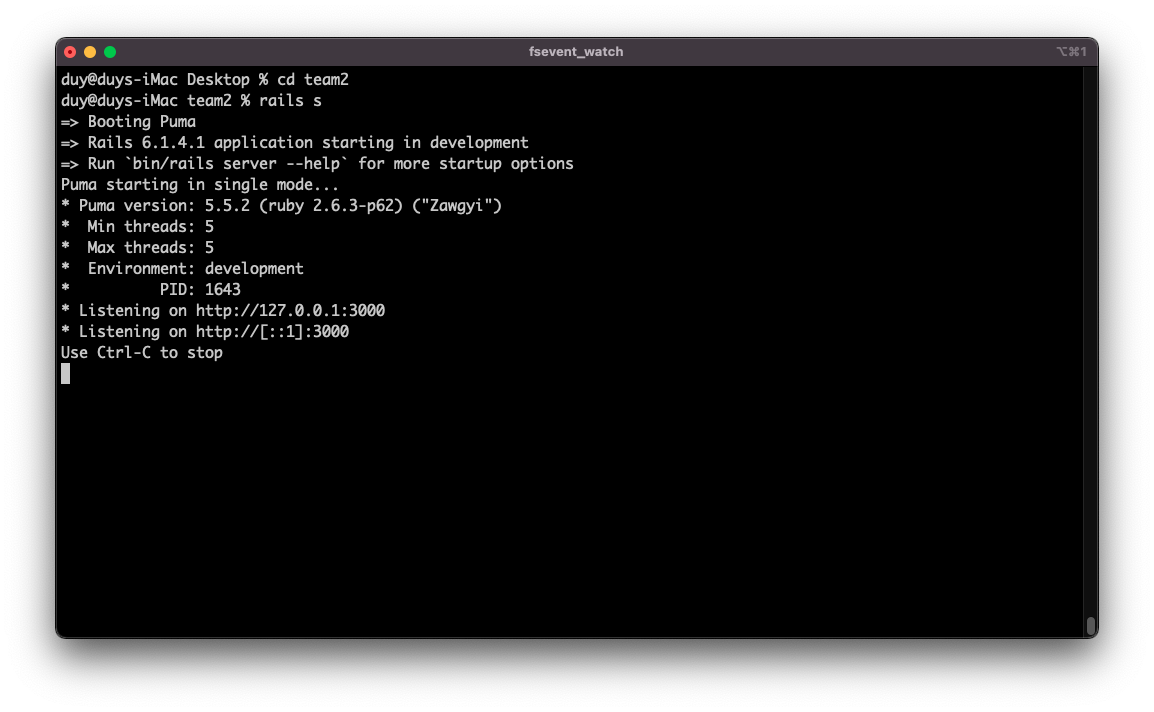 fsevent_watch
⌥⌘1
duy@duys-iMac Desktop % cd team2
duy@duys-iMac team2 % rails s
=> Booting Puma
=> Rails 6.1.4.1 application starting in development
=> Run `bin/rails server --help` for more startup options
Puma starting in single mode...
* Puma version: 5.5.2 (ruby 2.6.3-p62) ("Zawgyi")
*  Min threads: 5
*  Max threads: 5
*  Environment: development
*          PID: 1643
* Listening on http://127.0.0.1:3000
* Listening on http://[::1]:3000
Use Ctrl-C to stop